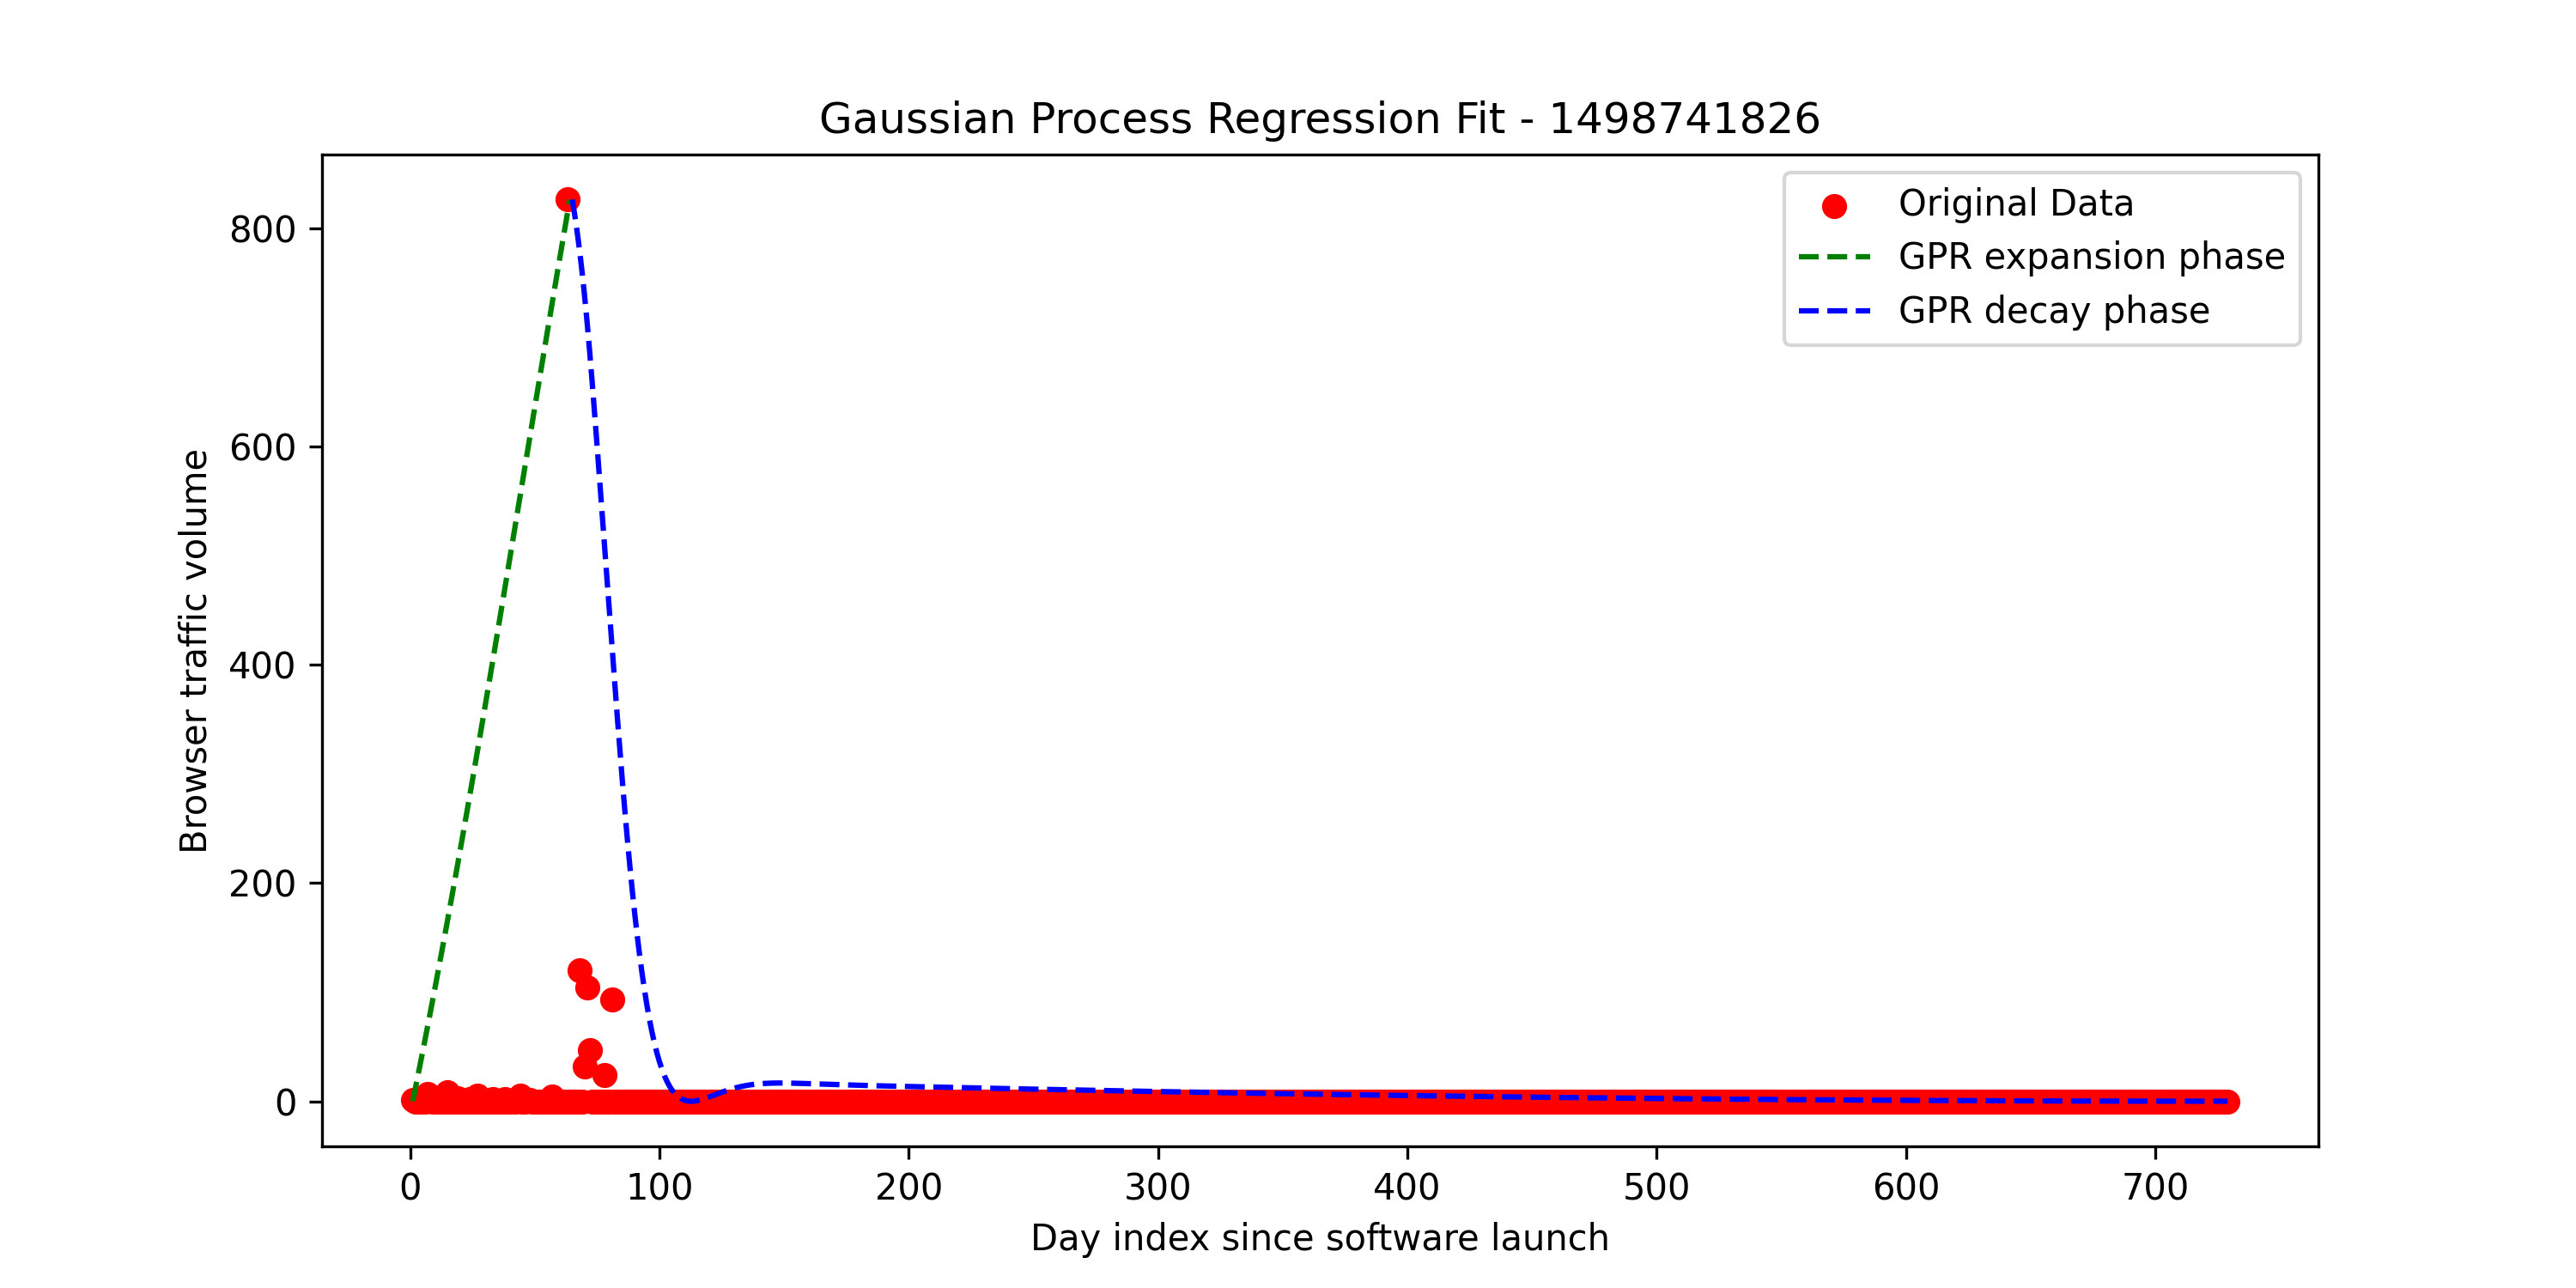 Gaussian Process Regression Fit - 1498741826
Original Data
GPR expansion phase
GPR decay phase
Browser traffic volume
800
600
400
200
0
0 100 200 300 400 500 600 700
Day index since software launch